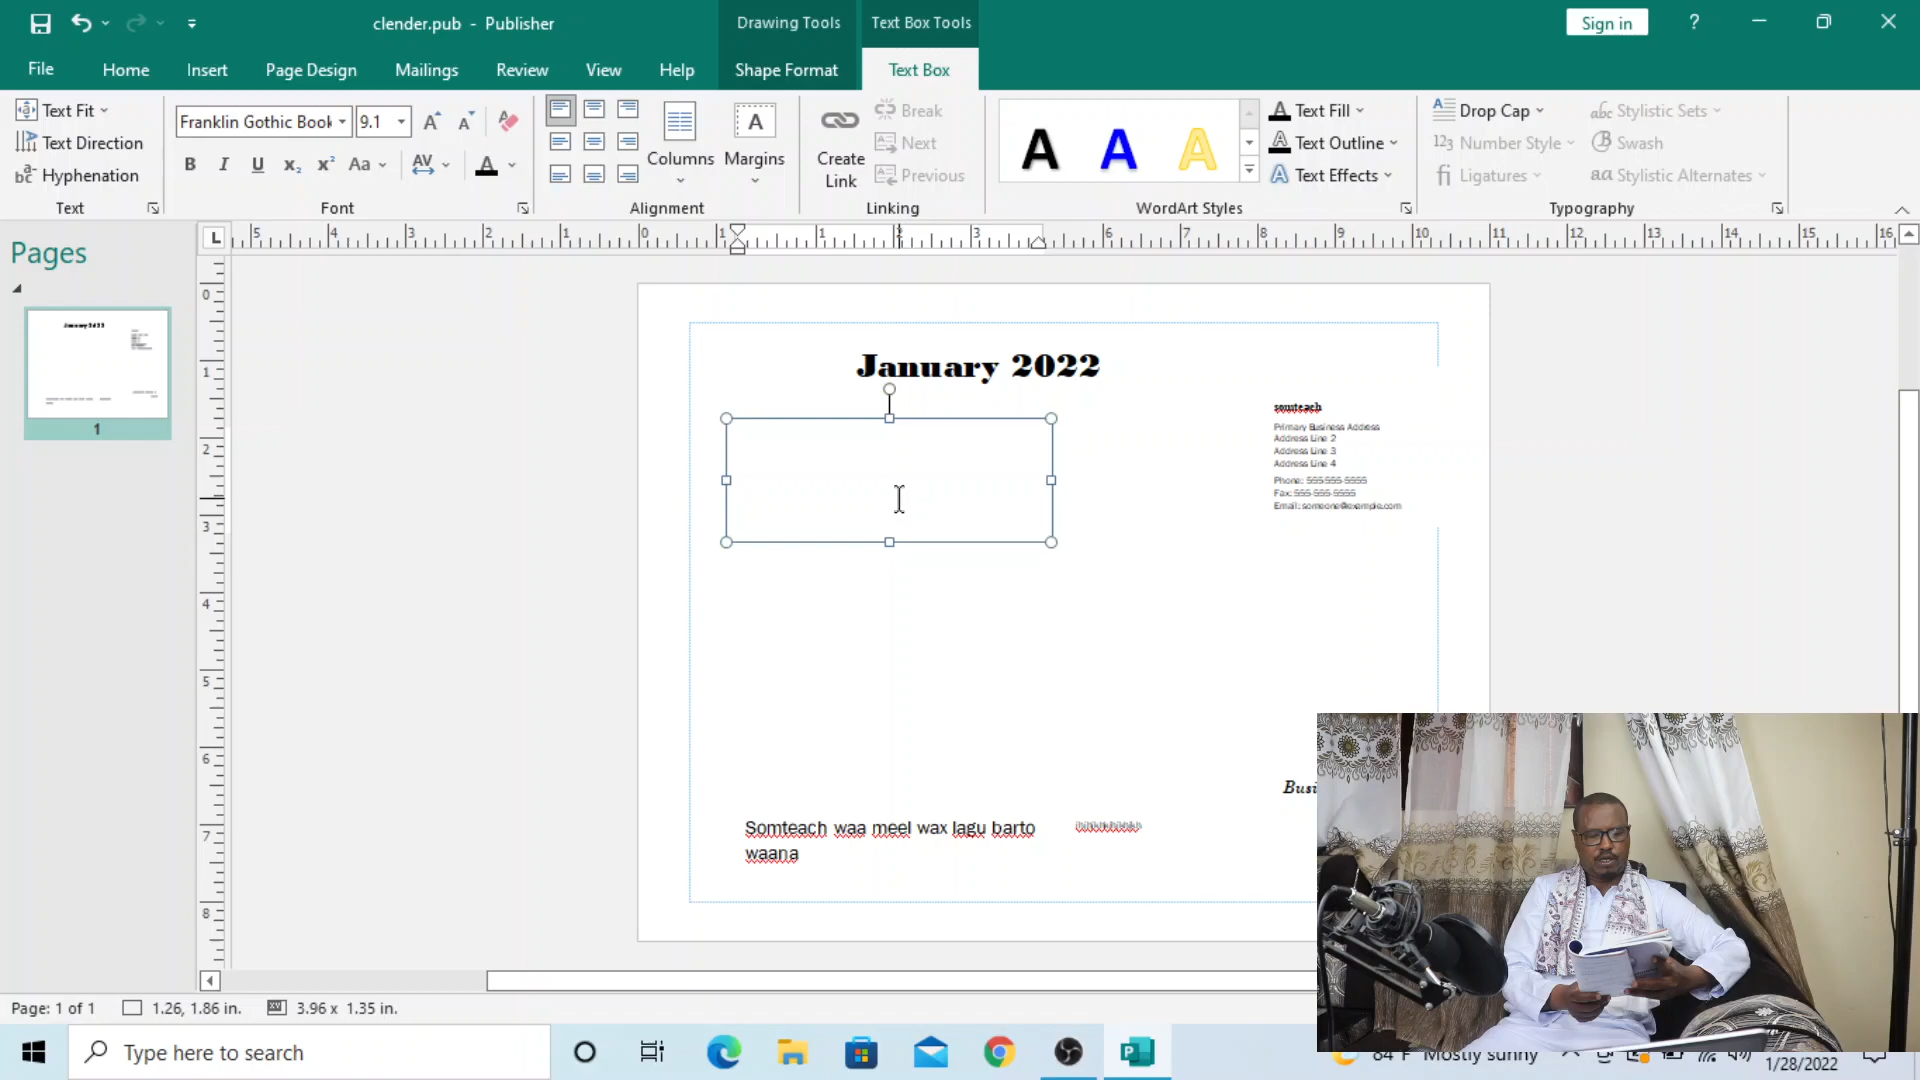 clender.pub - Publisher
Drawing Tools
Text Box Tools
Sign in
?
File
Home
Insert
Page Design
Mailings
Review
View
Help
Shape Format
Text Box
Text Fit
Text Direction
Hyphenation
Text
Franklin Gothic Book
9.1
Font
Columns
Margins
Alignment
Create Link
Break
Next
Previous
Linking
Text Fill
Text Outline
Text Effects
WordArt Styles
Drop Cap
Number Style
Ligatures
Stylistic Sets
Swash
Stylistic Alternates
Typography
Pages
1
January 2022
somteach
Primary Business Address
Address Line 2
Address Line 3
Address Line 4
Phone: 555-555-5555
Fax: 555-555-5555
Email: someone@example.com
Busi
Somteach waa meel wax lagu barto
waana
Page: 1 of 1
1.26, 1.86 in.
3.96 x 1.35 in.
Type here to search
84°F Mostly sunny
1/28/2022